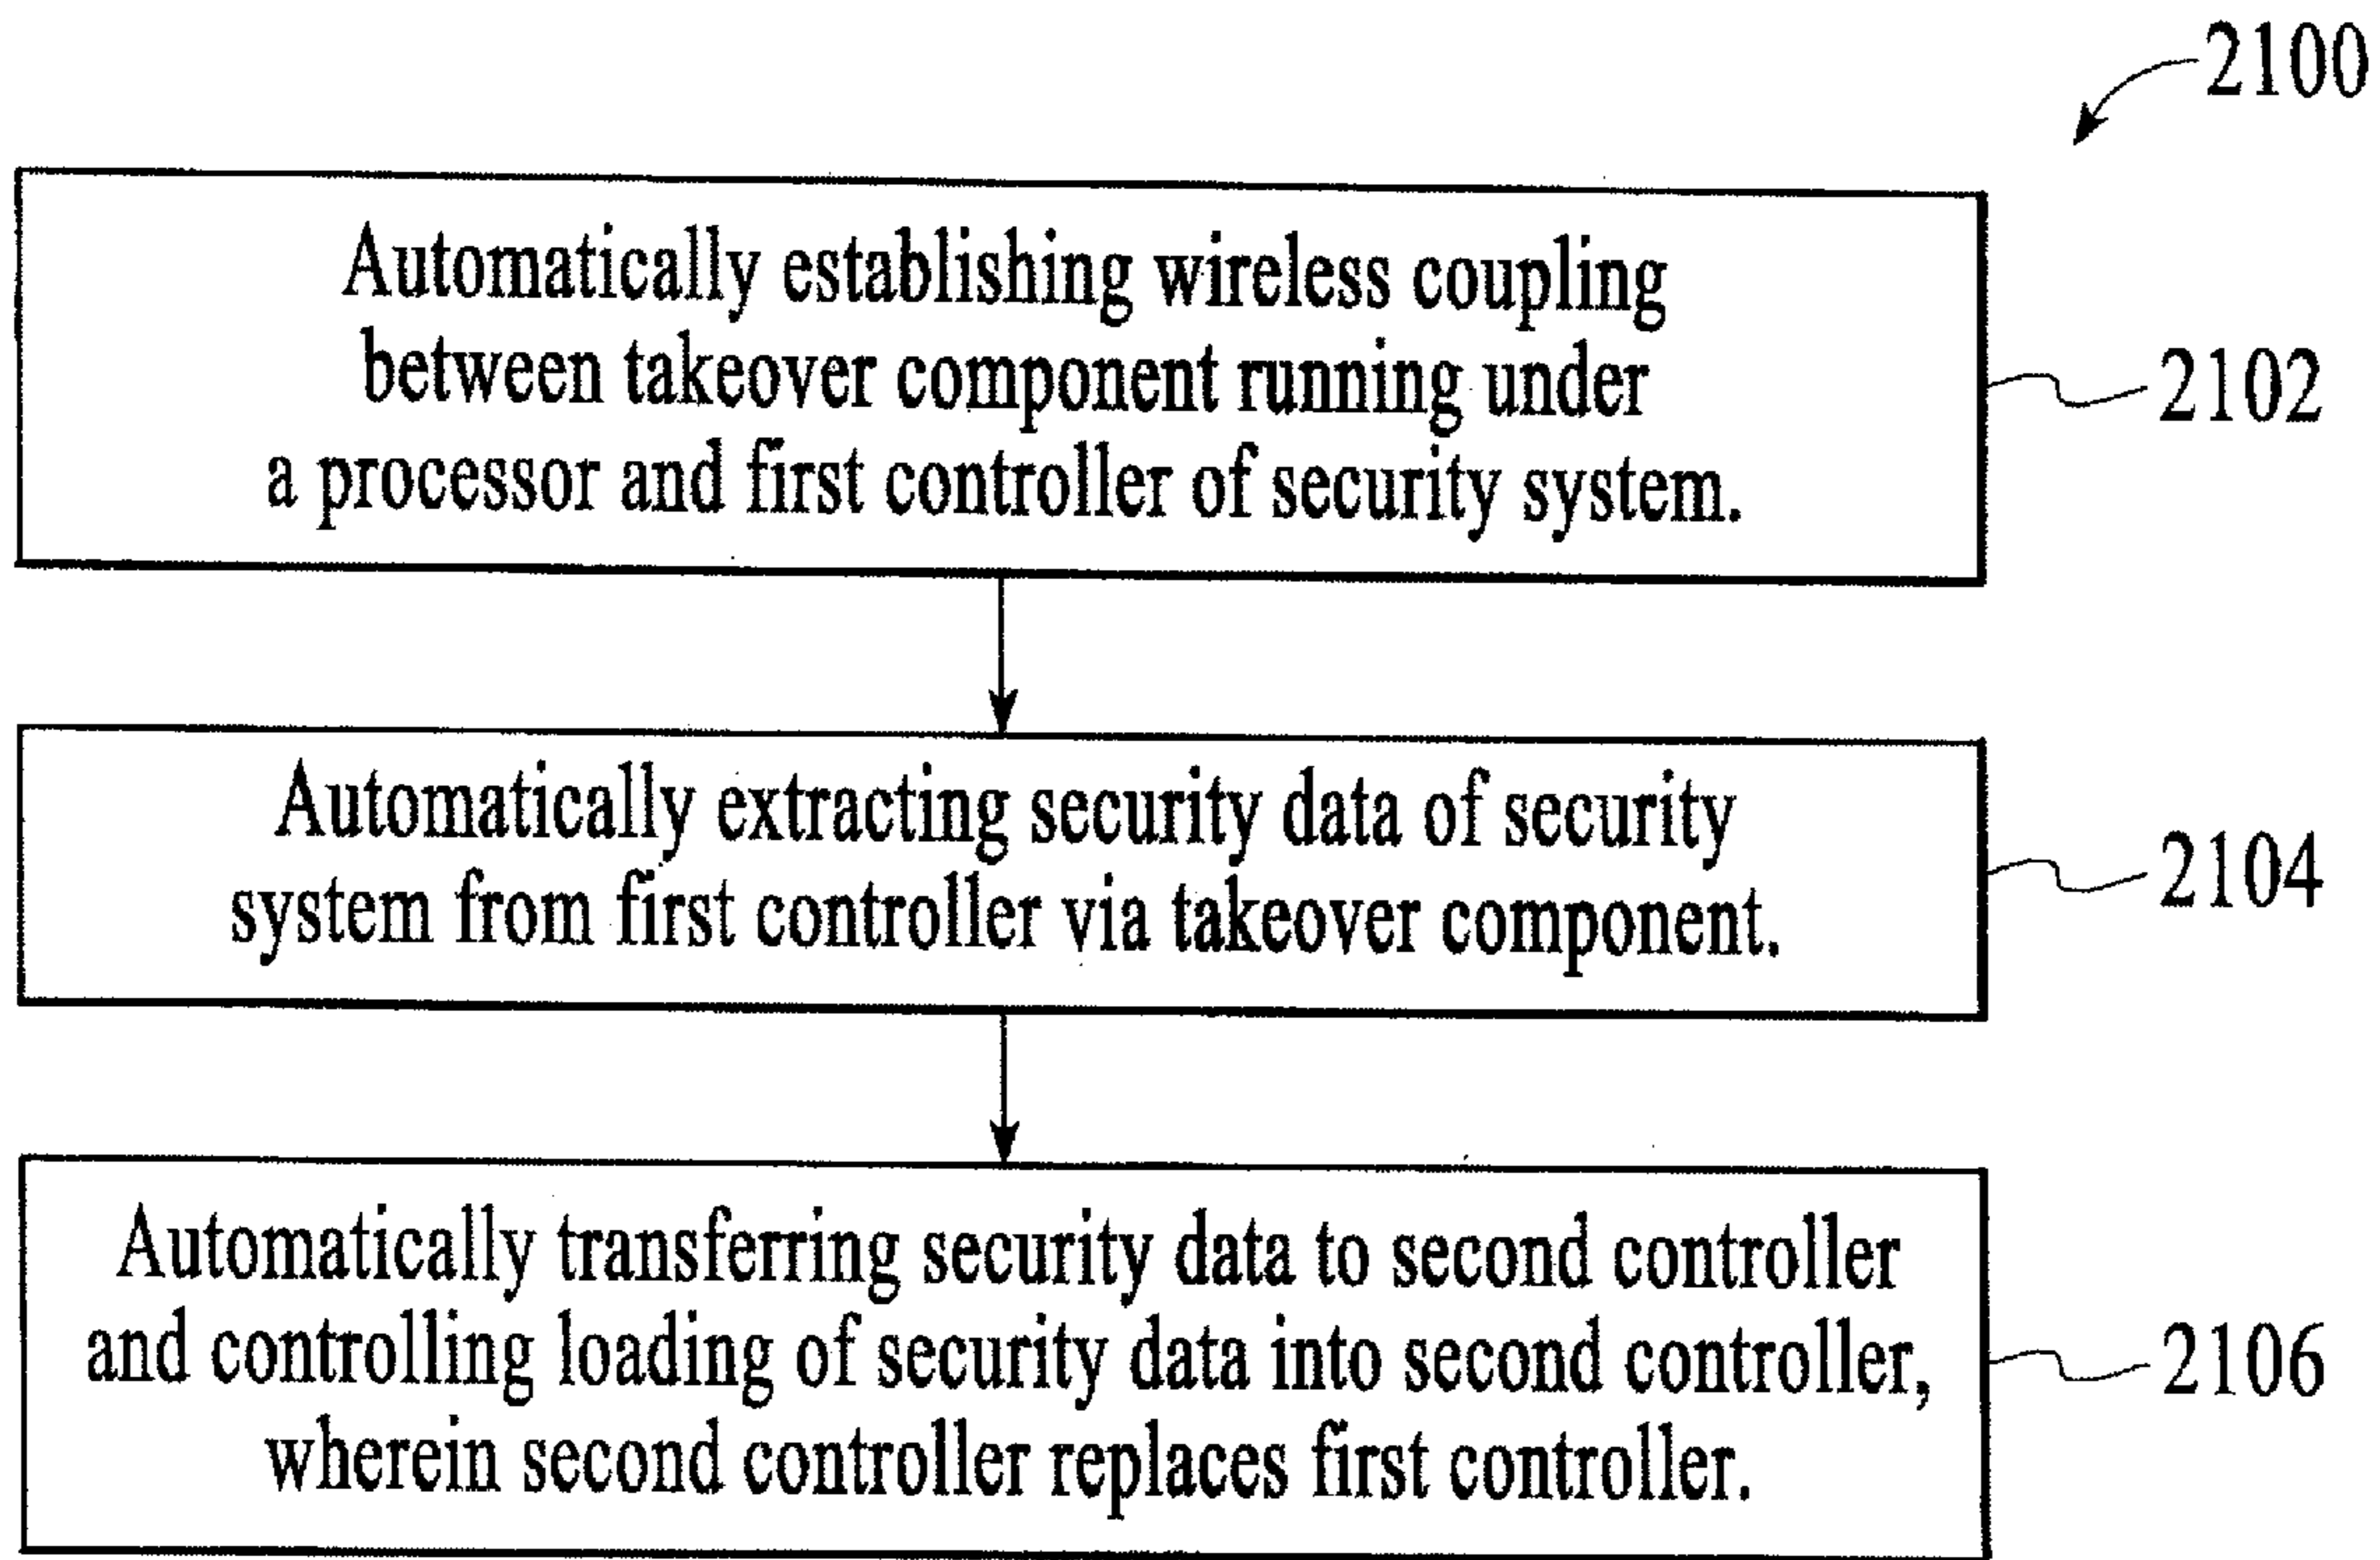 2100
Automatically establishing wireless coupling
between takeover component running under
a processor and first controller of security system.
2102
Automatically extracting security data of security
system from first controller via takeover component.
2104
Automatically transferring security data to second controller
and controlling loading of security data into second controller,
wherein second controller replaces first controller.
2106